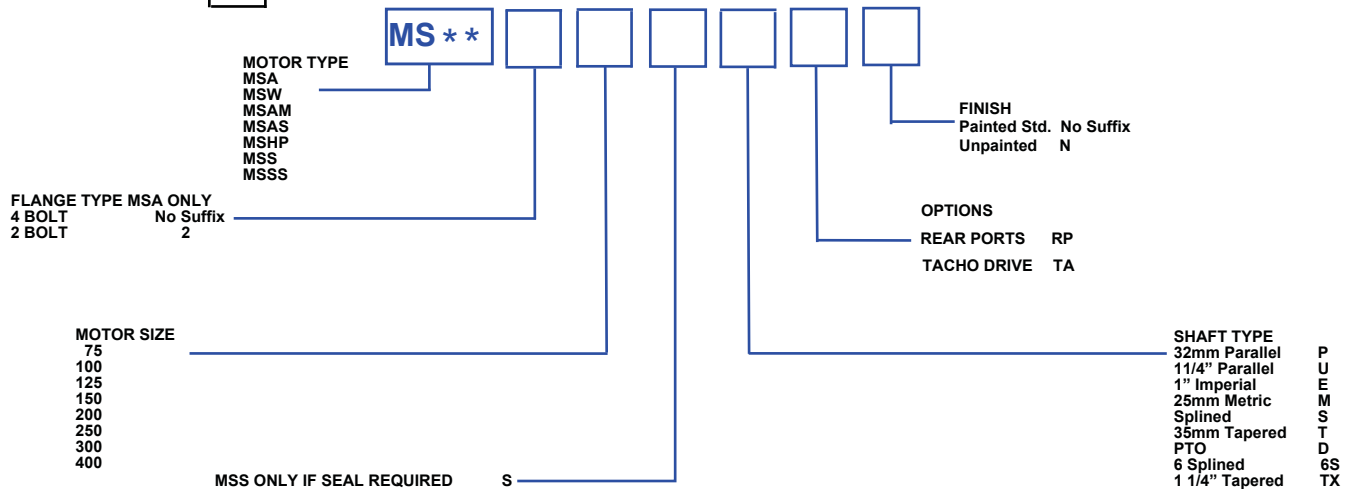 MS**
MOTOR TYPE
MSA
MSW
MSAM
MSAS
MSHP
MSS
MSSS
FINISH
Painted Std. No Suffix
Unpainted N
FLANGE TYPE MSA ONLY
4 BOLT No Suffix
2 BOLT 2
OPTIONS
REAR PORTS RP
TACHO DRIVE TA
MOTOR SIZE
75
100
125
150
200
250
300
400
SHAFT TYPE
32mm Parallel P
11/4” Parallel U
1” Imperial E
25mm Metric M
Splined S
35mm Tapered T
PTO D
6 Splined 6S
1 1/4” Tapered TX
MSS ONLY IF SEAL REQUIRED S